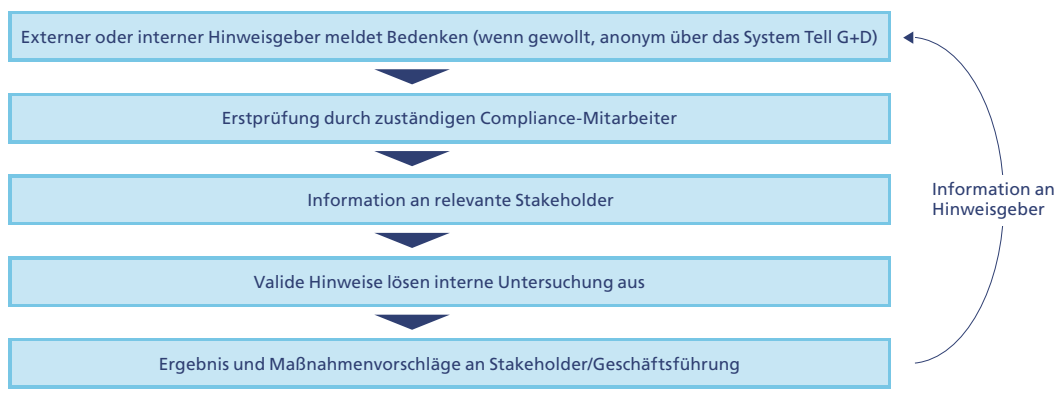 Externer oder interner Hinweisgeber meldet Bedenken (wenn gewollt, anonym über das System Tell G+D)
Erstprüfung durch zuständigen Compliance-Mitarbeiter
Information an relevante Stakeholder
Information an
Hinweisgeber
Valide Hinweise lösen interne Untersuchung aus
Ergebnis und Maßnahmenvorschläge an Stakeholder/Geschäftsführung